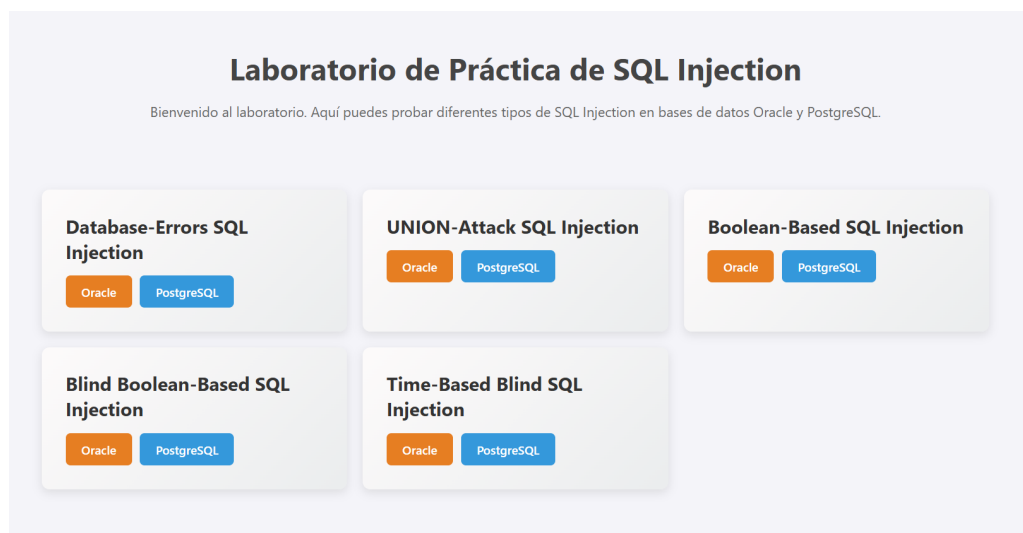 Laboratorio de Práctica de SQL Injection
Bienvenido al laboratorio. Aquí puedes probar diferentes tipos de SQL Injection en bases de datos Oracle y PostgreSQL.
Database-Errors SQL
Injection
Oracle PostgreSQL
UNION-Attack SQL Injection
Oracle PostgreSQL
Boolean-Based SQL Injection
Oracle PostgreSQL
Blind Boolean-Based SQL
Injection
Oracle PostgreSQL
Time-Based Blind SQL
Injection
Oracle PostgreSQL